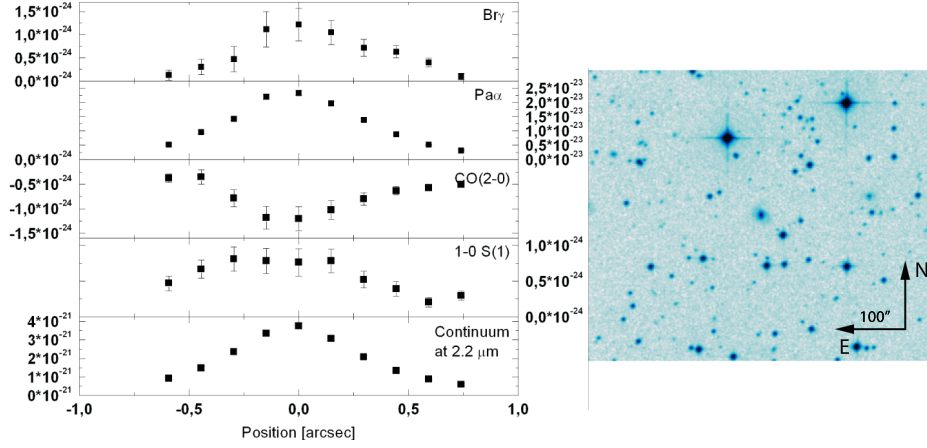 1,5*10⁻²⁴
1,0*10⁻²⁴
0,5*10⁻²⁴
0,0*10⁻²⁴
Brγ
Paα
2,5*10⁻²³
2,0*10⁻²³
1,5*10⁻²³
1,0*10⁻²³
0,5*10⁻²³
0,0*10⁻²³
0,0*10⁻²⁴
-0,5*10⁻²⁴
-1,0*10⁻²⁴
-1,5*10⁻²⁴
CO(2-0)
1-0 S(1)
1,0*10⁻²⁴
0,5*10⁻²⁴
0,0*10⁻²⁴
4*10⁻²¹
3*10⁻²¹
2*10⁻²¹
1*10⁻²¹
0*10⁻²¹
Continuum
at 2.2 μm
-1,0 -0,5 0,0 0,5 1,0
Position [arcsec]
N
100″
E